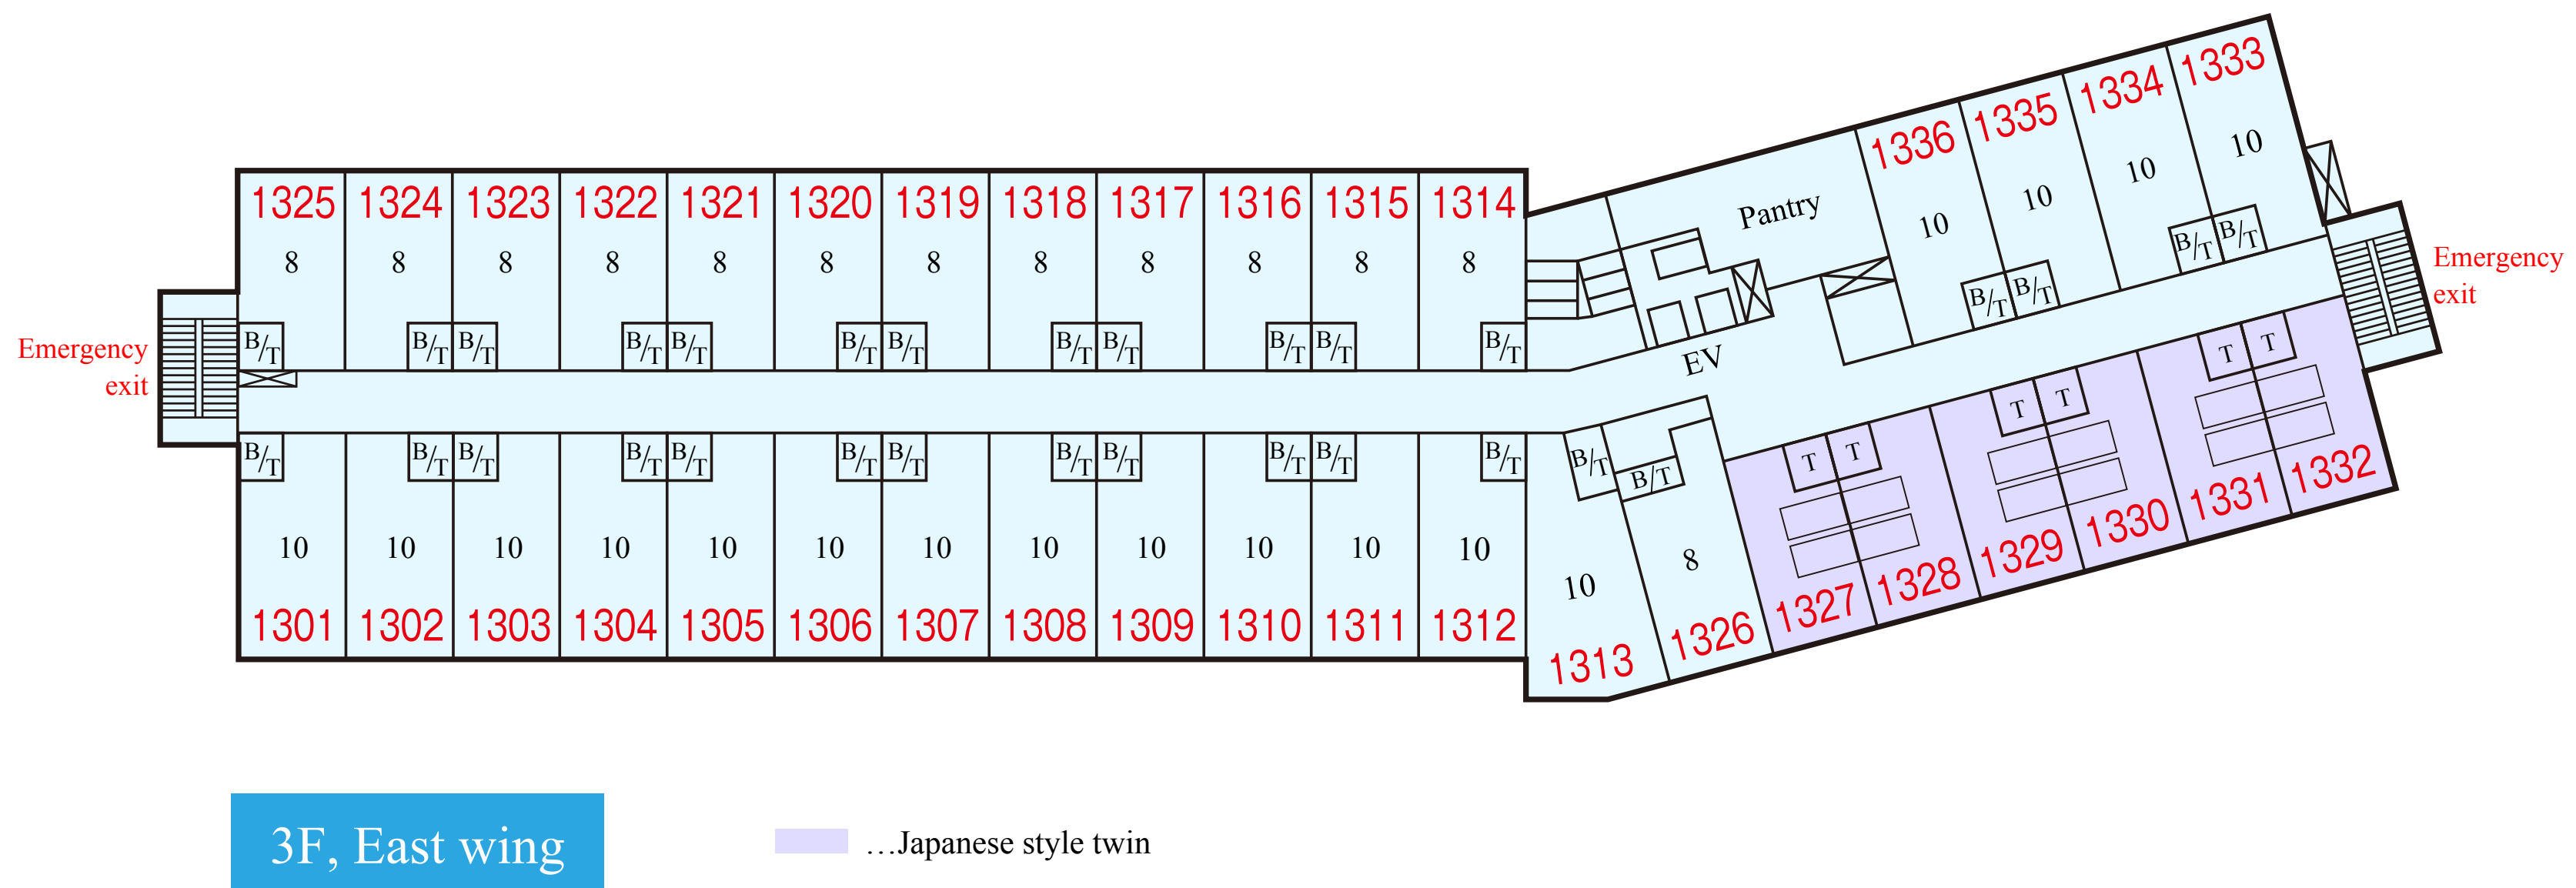 1333
1334
1335
1336
10
10
10
10
Pantry
B/T
B/T
B/T
B/T
Emergency
exit
1325 1324 1323 1322 1321 1320 1319 1318 1317 1316 1315 1314
8 8 8 8 8 8 8 8 8 8 8 8
Emergency
exit
B/T B/T B/T B/T B/T B/T B/T B/T B/T B/T B/T B/T
EV
B/T B/T B/T B/T B/T B/T B/T B/T B/T B/T B/T B/T
B/T
B/T
T T
T T
T T
10 10 10 10 10 10 10 10 10 10 10 10
10
8
1301 1302 1303 1304 1305 1306 1307 1308 1309 1310 1311 1312
1313
1326
1327
1328
1329
1330
1331
1332
3F, East wing
…Japanese style twin